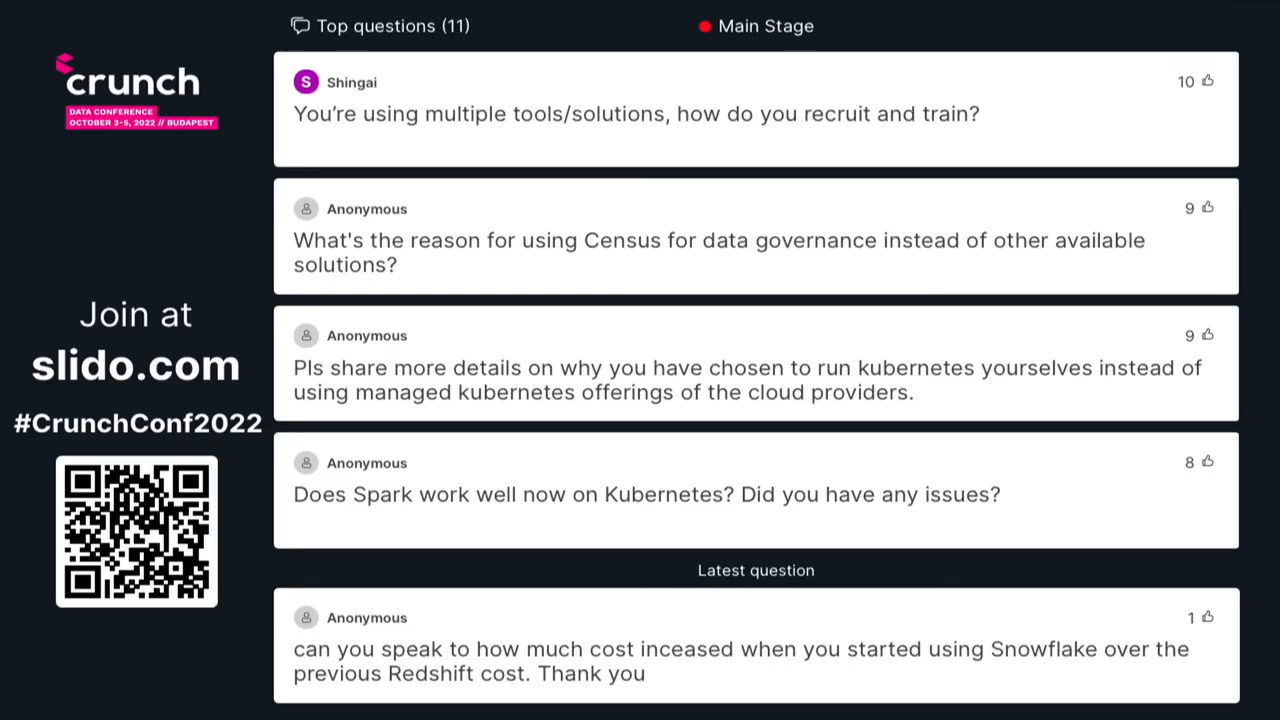 Top questions (11)
Main Stage
crunch
DATA CONFERENCE
OCTOBER 3-5, 2022 // BUDAPEST
Join at
slido.com
#CrunchConf2022
S Shingai
10
You’re using multiple tools/solutions, how do you recruit and train?
Anonymous
9
What's the reason for using Census for data governance instead of other available
solutions?
Anonymous
9
Pls share more details on why you have chosen to run kubernetes yourselves instead of
using managed kubernetes offerings of the cloud providers.
Anonymous
8
Does Spark work well now on Kubernetes? Did you have any issues?
Latest question
Anonymous
1
can you speak to how much cost inceased when you started using Snowflake over the
previous Redshift cost. Thank you